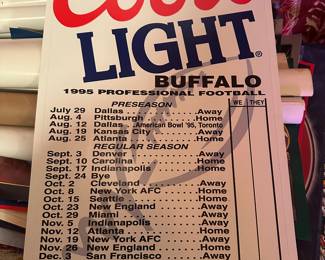 Coors
LIGHT®
BUFFALO
1995 PROFESSIONAL FOOTBALL
PRESEASON WE THEY
July 29 Dallas Away
Aug. 4 Pittsburgh Home
Aug. 12 Dallas American Bowl '95, Toronto
Aug. 19 Kansas City Away
Aug. 25 Atlanta Home
REGULAR SEASON
Sept. 3 Denver Away
Sept. 10 Carolina Home
Sept. 17 Indianapolis Home
Sept. 24 Bye
Oct. 2 Cleveland Away
Oct. 8 New York AFC Home
Oct. 15 Seattle Home
Oct. 23 New England Away
Oct. 29 Miami Away
Nov. 5 Indianapolis Away
Nov. 12 Atlanta Home
Nov. 19 New York AFC Away
Nov. 26 New England Home
Dec. 3 San Francisco Away